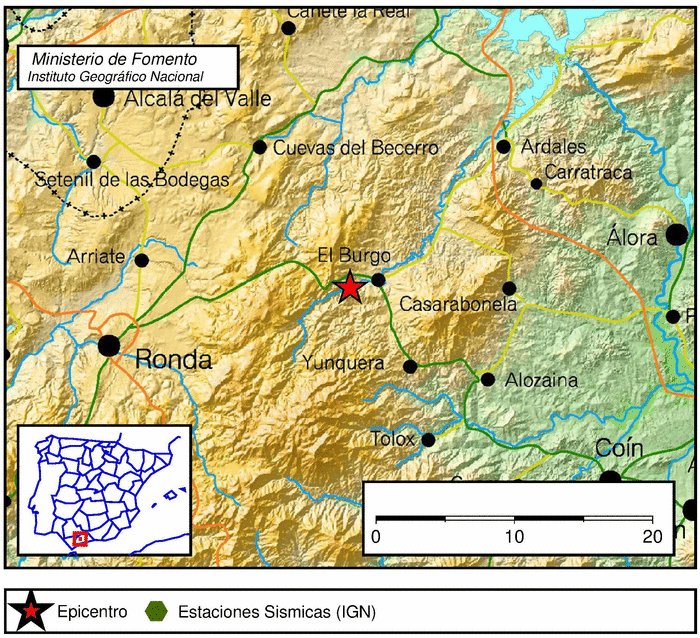 Cañete la Real
Ministerio de Fomento
Instituto Geográfico Nacional
Alcalá del Valle
Cuevas del Becerro
Ardales
Setenil de las Bodegas
Carratraca
Álora
Arriate
El Burgo
Casarabonela
Ronda
Yunquera
Alozaina
Tolox
Coín
0 10 20
Epicentro
Estaciones Sismicas (IGN)